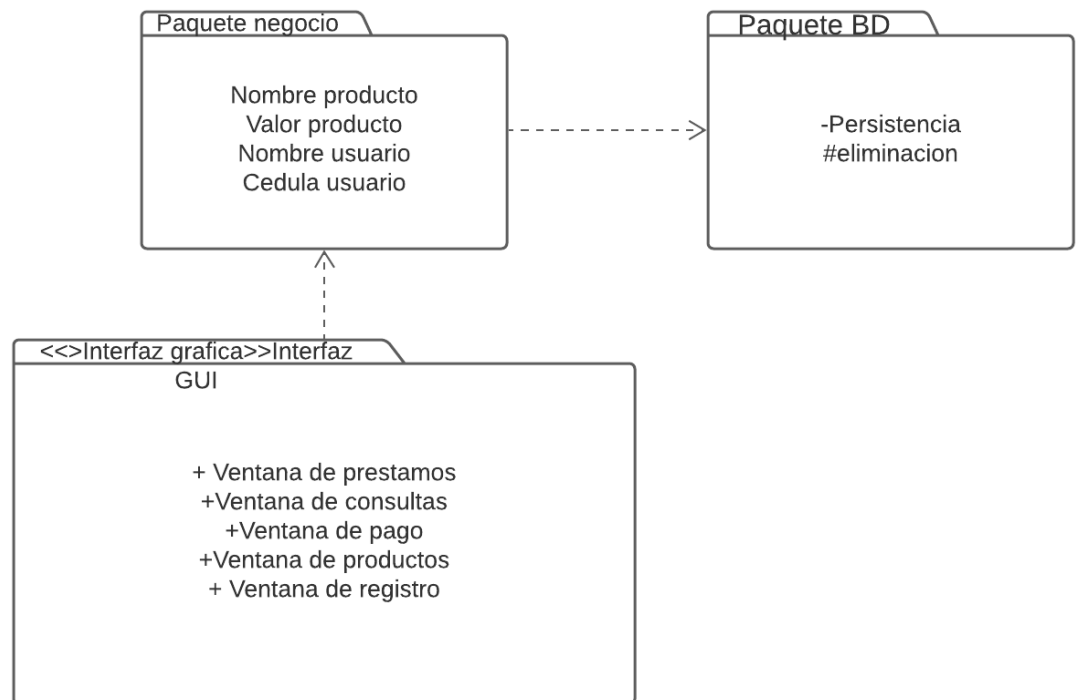 Paquete negocio
Nombre producto
Valor producto
Nombre usuario
Cedula usuario
Paquete BD
-Persistencia
#eliminacion
<<>Interfaz grafica>>Interfaz
GUI
+ Ventana de prestamos
+Ventana de consultas
+Ventana de pago
+Ventana de productos
+ Ventana de registro